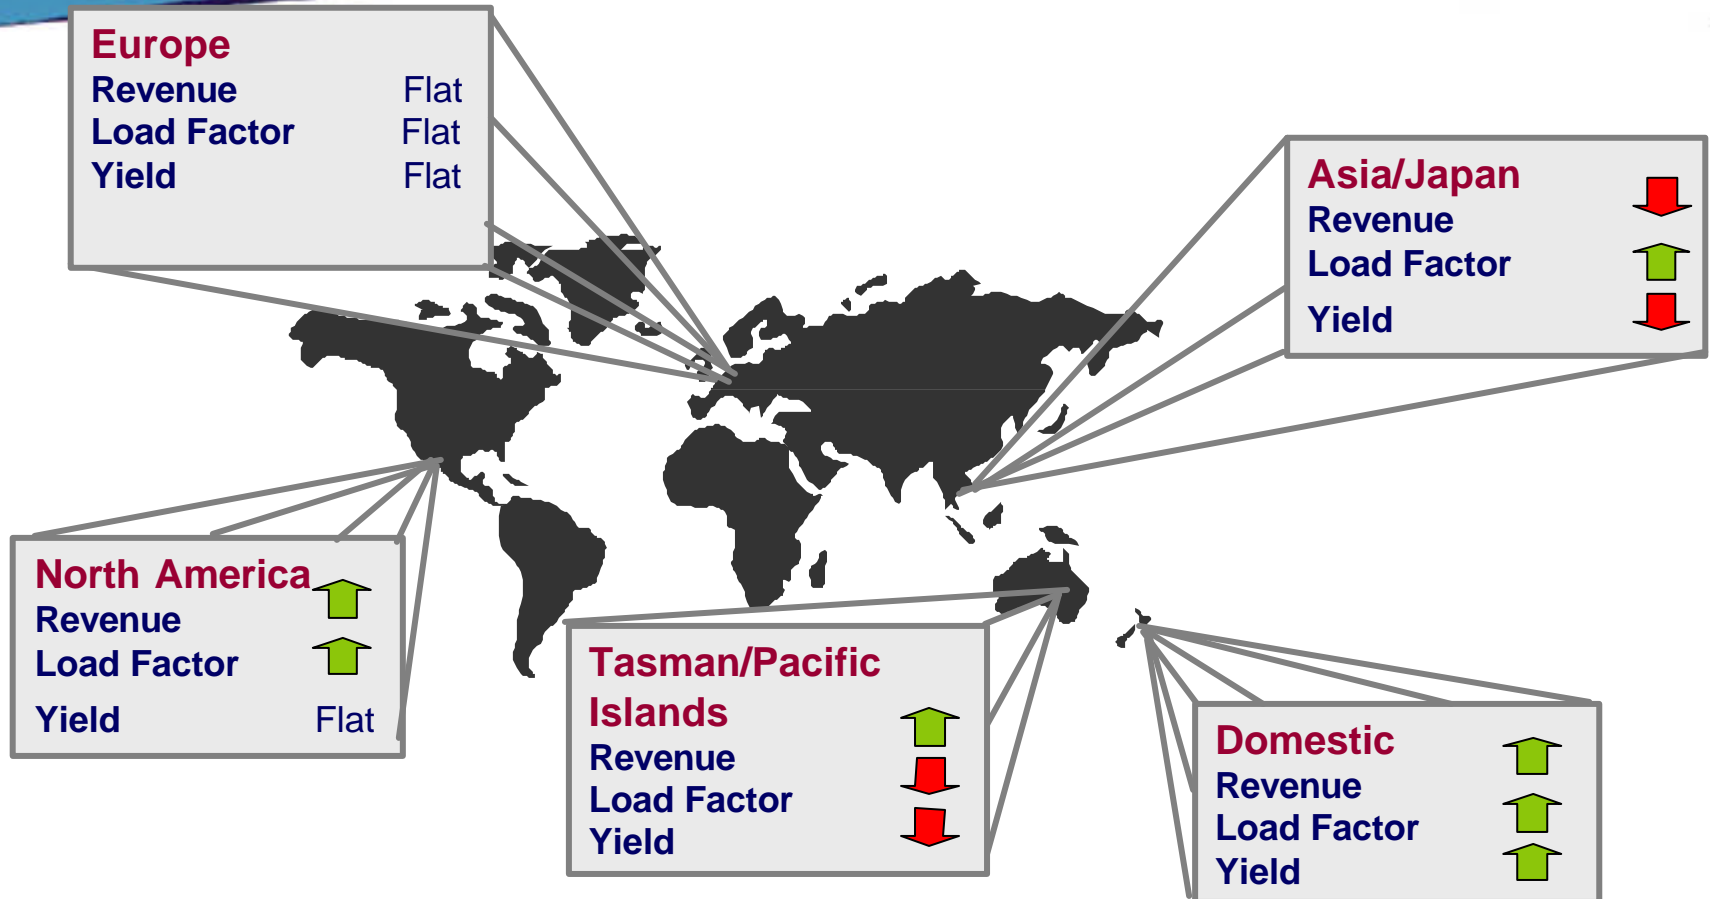 Europe
Revenue Flat
Load Factor Flat
Yield Flat
Asia/Japan
Revenue
Load Factor
Yield
North America
Revenue
Load Factor
Yield Flat
Tasman/Pacific
Islands
Revenue
Load Factor
Yield
Domestic
Revenue
Load Factor
Yield